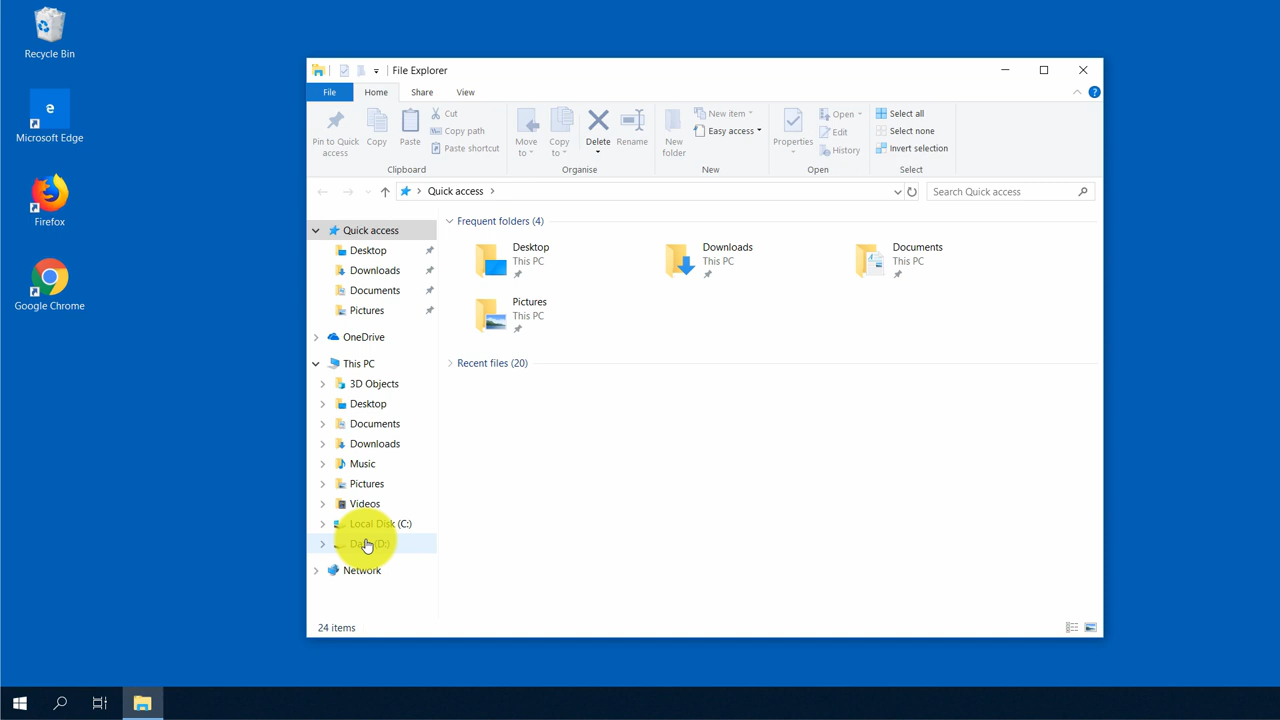 Recycle Bin
Microsoft Edge
Firefox
Google Chrome
File Explorer
File
Home
Share
View
Pin to Quick access
Copy
Paste
Cut
Copy path
Paste shortcut
Clipboard
Move to
Copy to
Delete
Rename
Organise
New folder
New item
Easy access
New
Properties
Open
Edit
History
Open
Select all
Select none
Invert selection
Select
Quick access
Search Quick access
Quick access
Desktop
Downloads
Documents
Pictures
OneDrive
This PC
3D Objects
Desktop
Documents
Downloads
Music
Pictures
Videos
Local Disk (C:)
(D:)
Network
Frequent folders (4)
Desktop
This PC
Downloads
This PC
Documents
This PC
Pictures
This PC
Recent files (20)
24 items